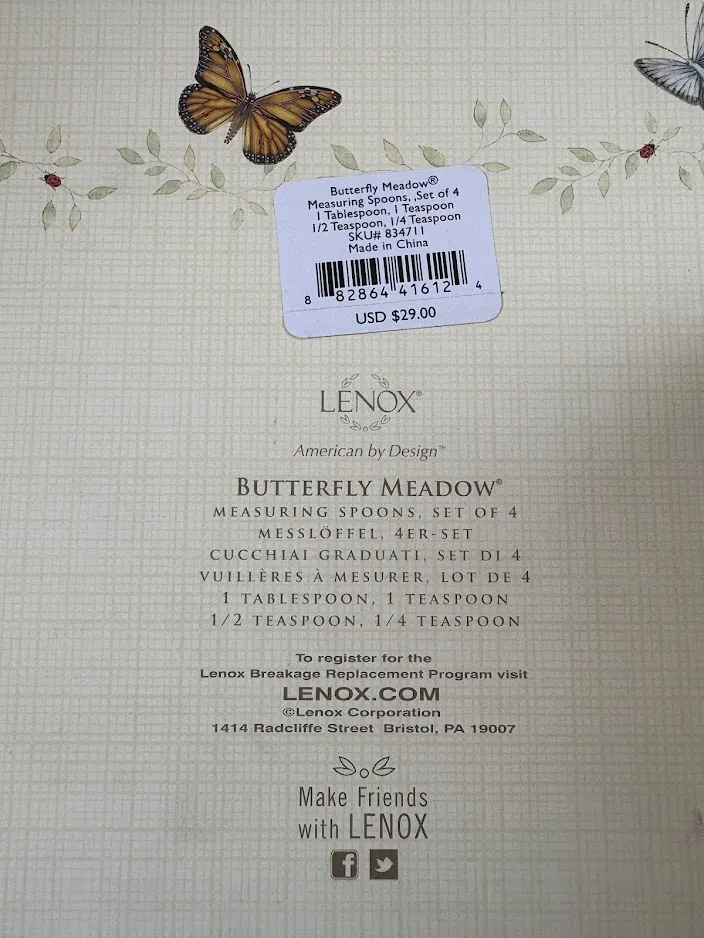 Butterfly Meadow®
Measuring Spoons, ,Set of 4
1 Tablespoon, 1 Teaspoon
1/2 Teaspoon, 1/4 Teaspoon
SKU# 834711
Made in China
8 82864 41612 4
USD $29.00
LENOX®
American by Design™
BUTTERFLY MEADOW®
MEASURING SPOONS, SET OF 4
MESSLÖFFEL, 4ER-SET
CUCCHIAI GRADUATI, SET DI 4
VUILLÈRES À MESURER, LOT DE 4
1 TABLESPOON, 1 TEASPOON
1/2 TEASPOON, 1/4 TEASPOON
To register for the
Lenox Breakage Replacement Program visit
LENOX.COM
©Lenox Corporation
1414 Radcliffe Street Bristol, PA 19007
Make Friends
with LENOX